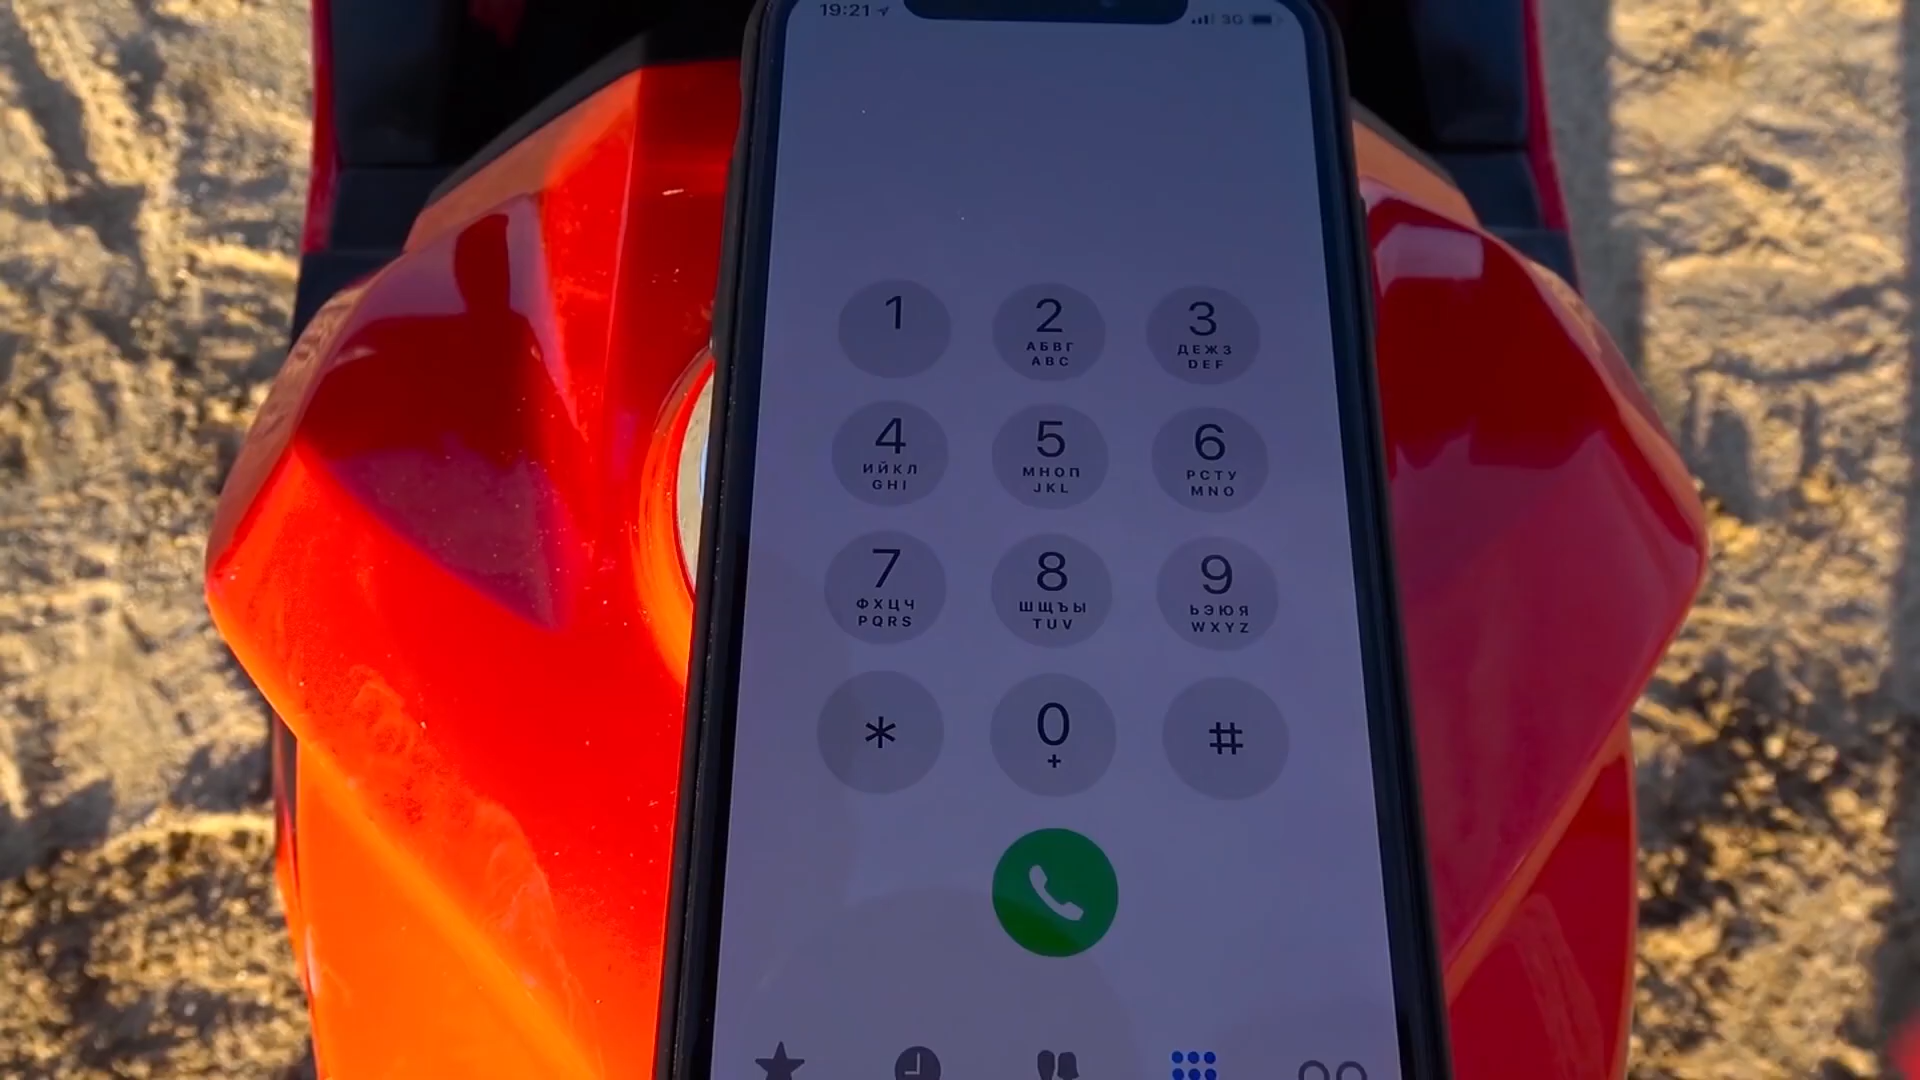 19:21 3G
1 2 3
АБВГ ДЕЖЗ
ABC DEF
4 5 6
ИЙКЛ МНОП РСТУ
GHI JKL MNO
7 8 9
ФХЦЧ ШЩЪЫ ЬЭЮЯ
PQRS TUV WXYZ
* 0 #
+